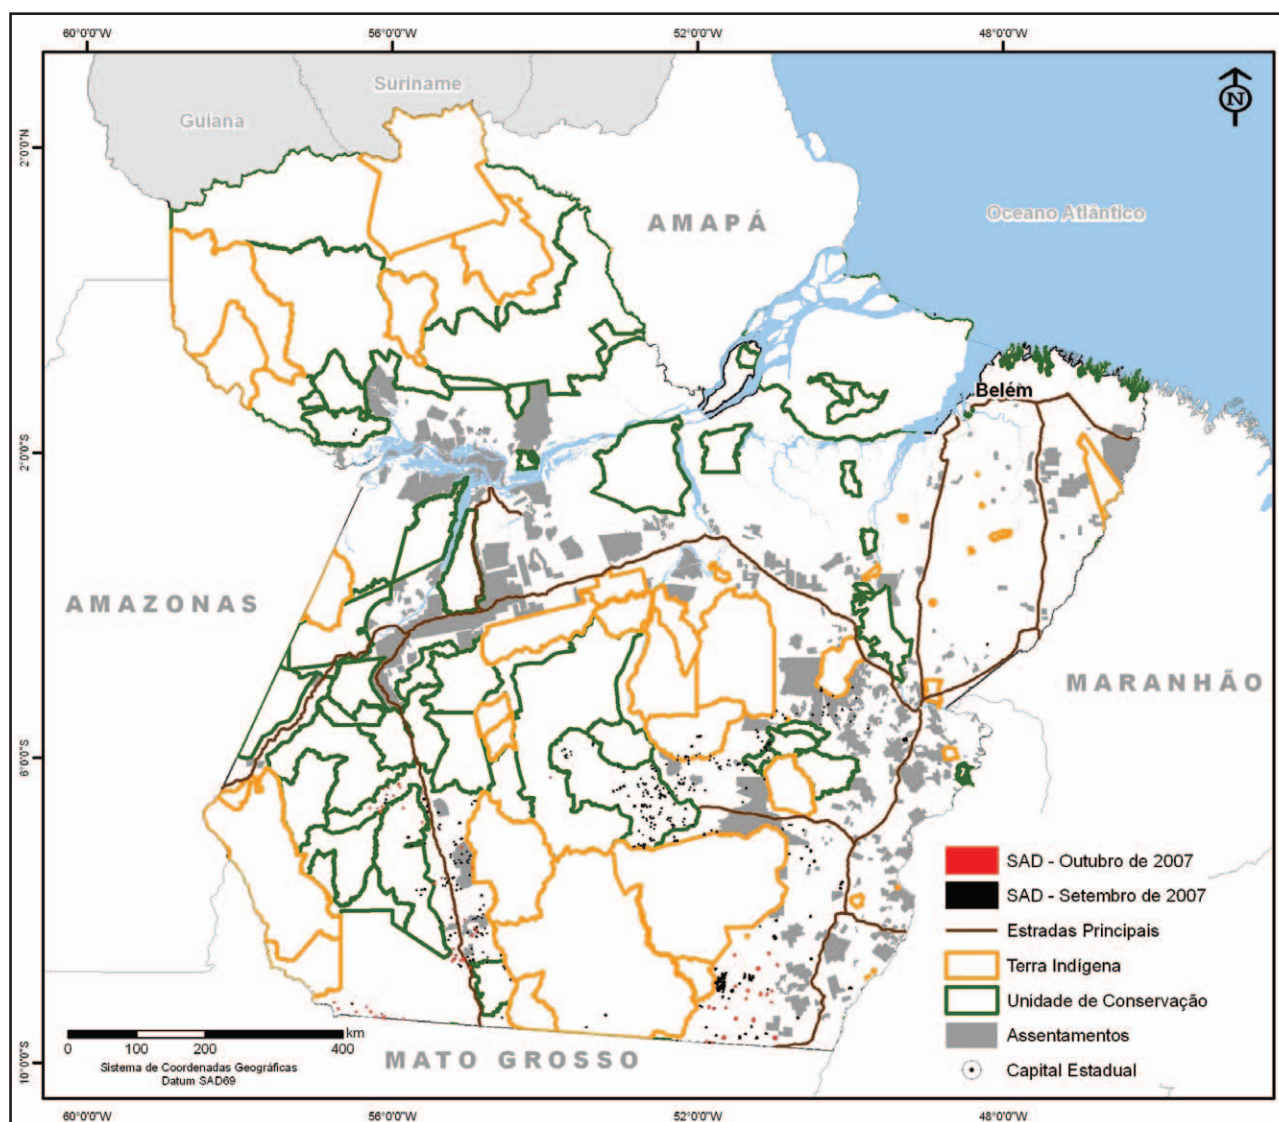 60°0'0"W 56°0'0"W 52°0'0"W 48°0'0"W
2°0'0"N
2°0'0"S
6°0'0"S
10°0'0"S
Suriname
Guiana
AMAPÁ
Oceano Atlântico
Belém
AMAZONAS
MARANHÃO
MATO GROSSO
SAD - Outubro de 2007
SAD - Setembro de 2007
Estradas Principais
Terra Indígena
Unidade de Conservação
Assentamentos
Capital Estadual
N
km
0 100 200 400
Sistema de Coordenadas Geográficas
Datum SAD69
60°0'0"W 56°0'0"W 52°0'0"W 48°0'0"W